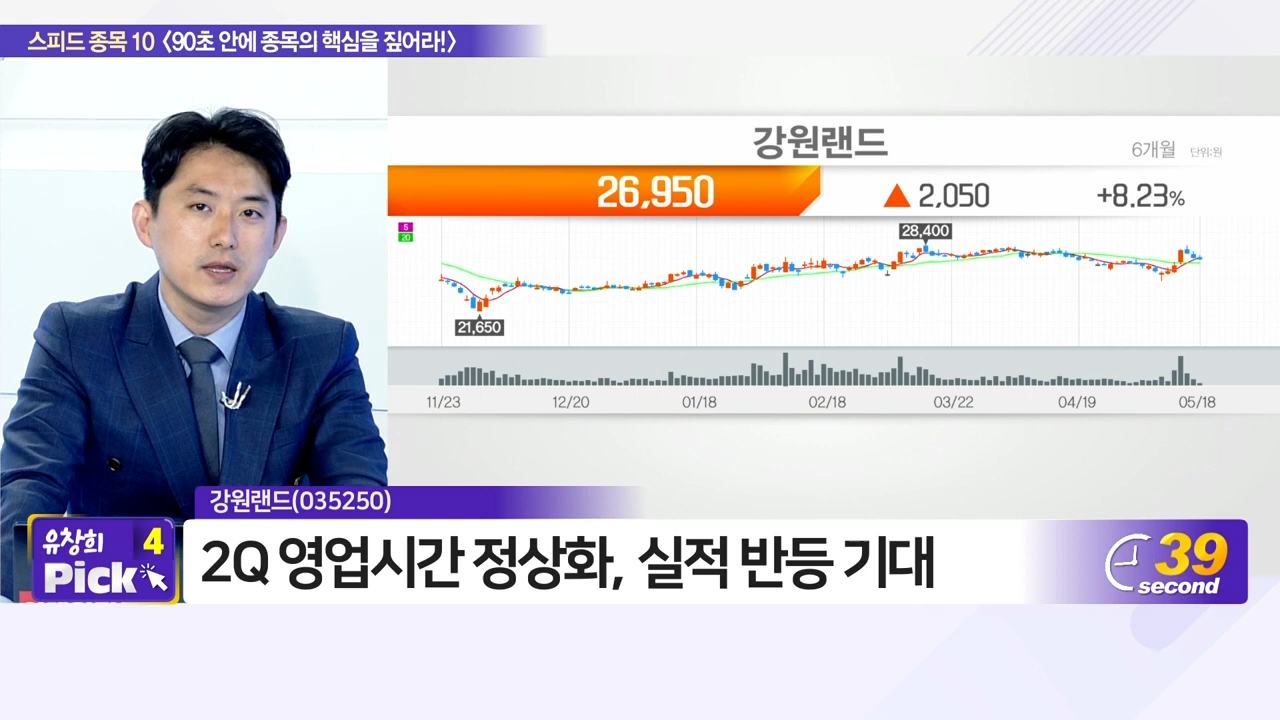 스피드 종목 10 <90초 안에 종목의 핵심을 짚어라!>
강원랜드
6개월 단위:원
26,950 ▲ 2,050 +8.23%
5
20
28,400
21,650
11/23 12/20 01/18 02/18 03/22 04/19 05/18
강원랜드(035250)
유창희 4
Pick
2Q 영업시간 정상화, 실적 반등 기대
39
second